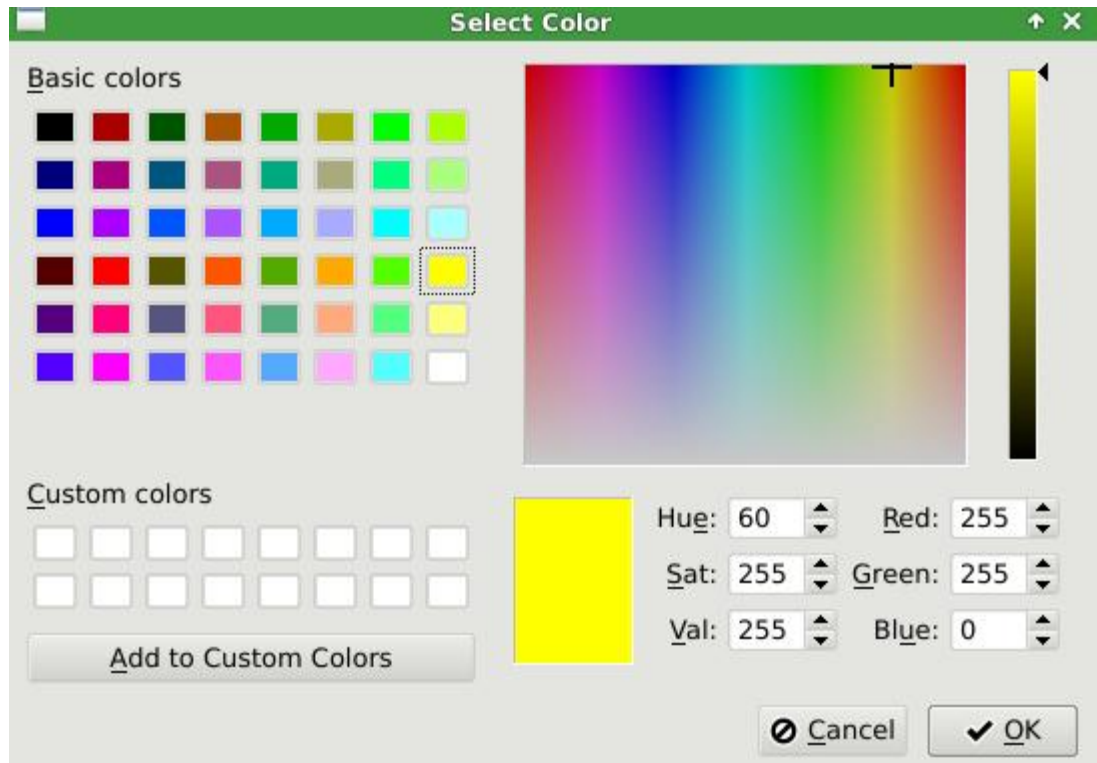 Select Color
Basic colors
Custom colors
Add to Custom Colors
Hue: 60 Red: 255
Sat: 255 Green: 255
Val: 255 Blue: 0
Cancel OK